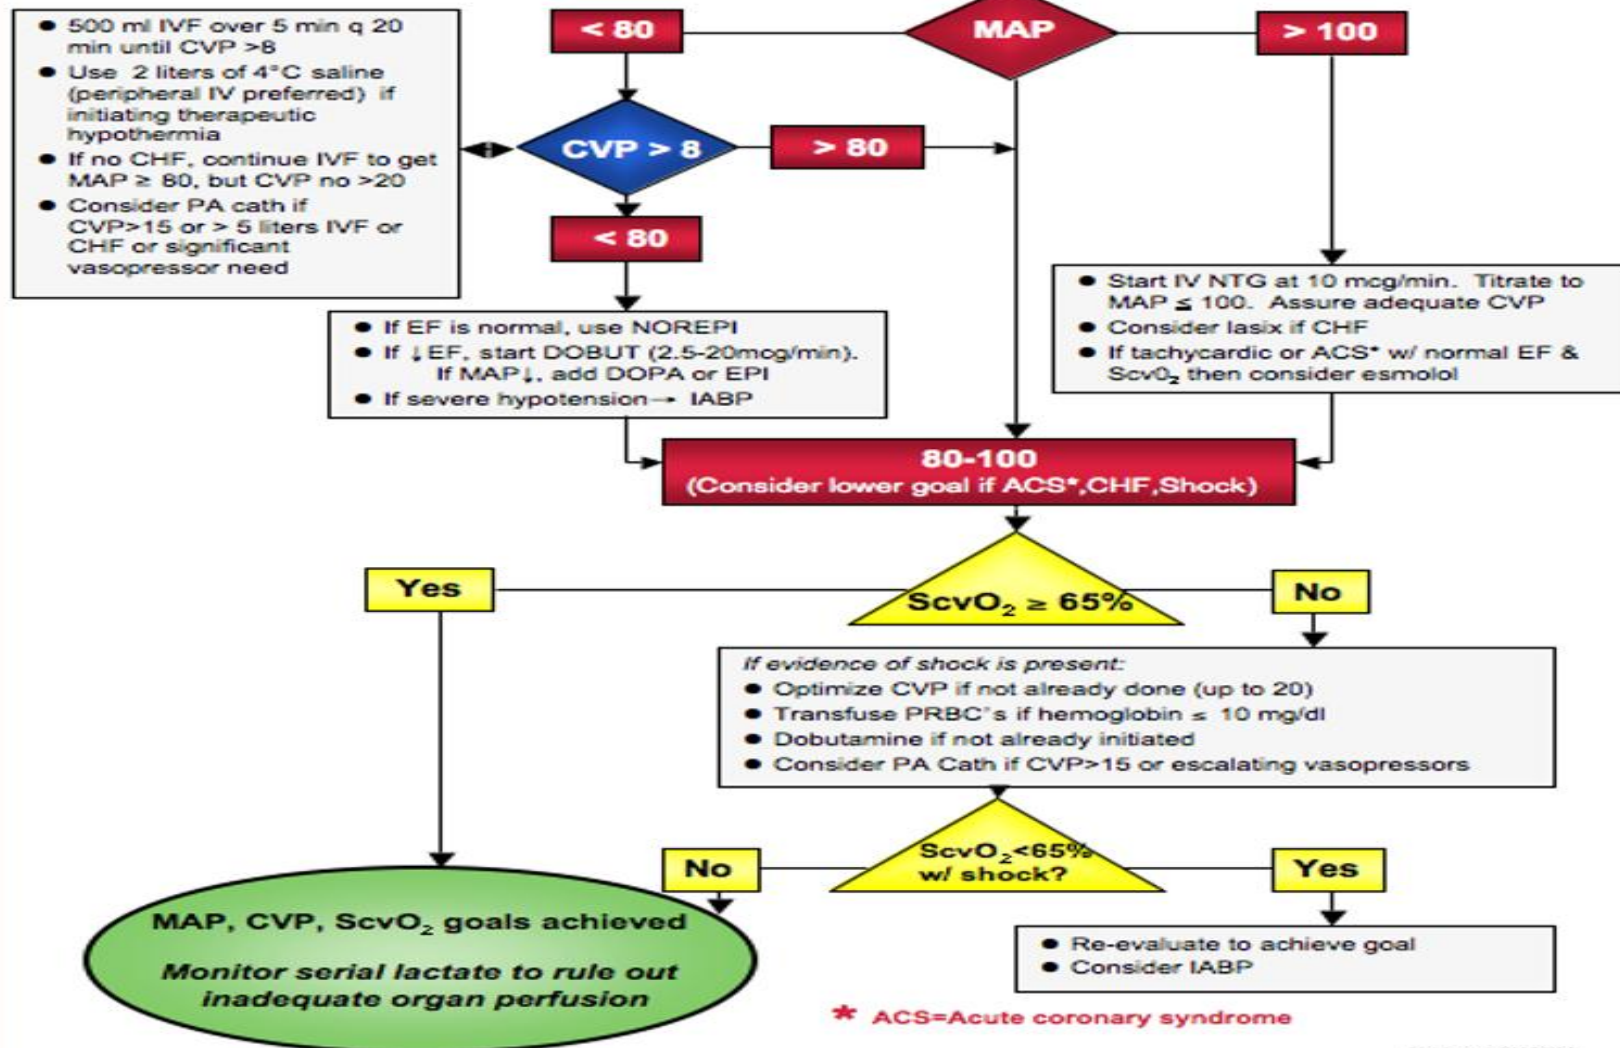 ● 500 ml IVF over 5 min q 20
min until CVP >8
● Use 2 liters of 4°C saline
(peripheral IV preferred) if
initiating therapeutic
hypothermia
● If no CHF, continue IVF to get
MAP ≥ 80, but CVP no >20
● Consider PA cath if
CVP>15 or > 5 liters IVF or
CHF or significant
vasopressor need
< 80
MAP
> 100
CVP > 8
> 80
< 80
● If EF is normal, use NOREPI
● If ↓EF, start DOBUT (2.5-20mcg/min).
If MAP↓, add DOPA or EPI
● If severe hypotension→ IABP
● Start IV NTG at 10 mcg/min. Titrate to
MAP ≤ 100. Assure adequate CVP
● Consider lasix if CHF
● If tachycardic or ACS* w/ normal EF &
Scv0₂ then consider esmolol
80-100
(Consider lower goal if ACS*,CHF,Shock)
Yes
ScvO₂ ≥ 65%
No
If evidence of shock is present:
● Optimize CVP if not already done (up to 20)
● Transfuse PRBC's if hemoglobin ≤ 10 mg/dl
● Dobutamine if not already initiated
● Consider PA Cath if CVP>15 or escalating vasopressors
No
ScvO₂<65%
w/ shock?
Yes
MAP, CVP, ScvO₂ goals achieved
Monitor serial lactate to rule out
inadequate organ perfusion
● Re-evaluate to achieve goal
● Consider IABP
* ACS=Acute coronary syndrome